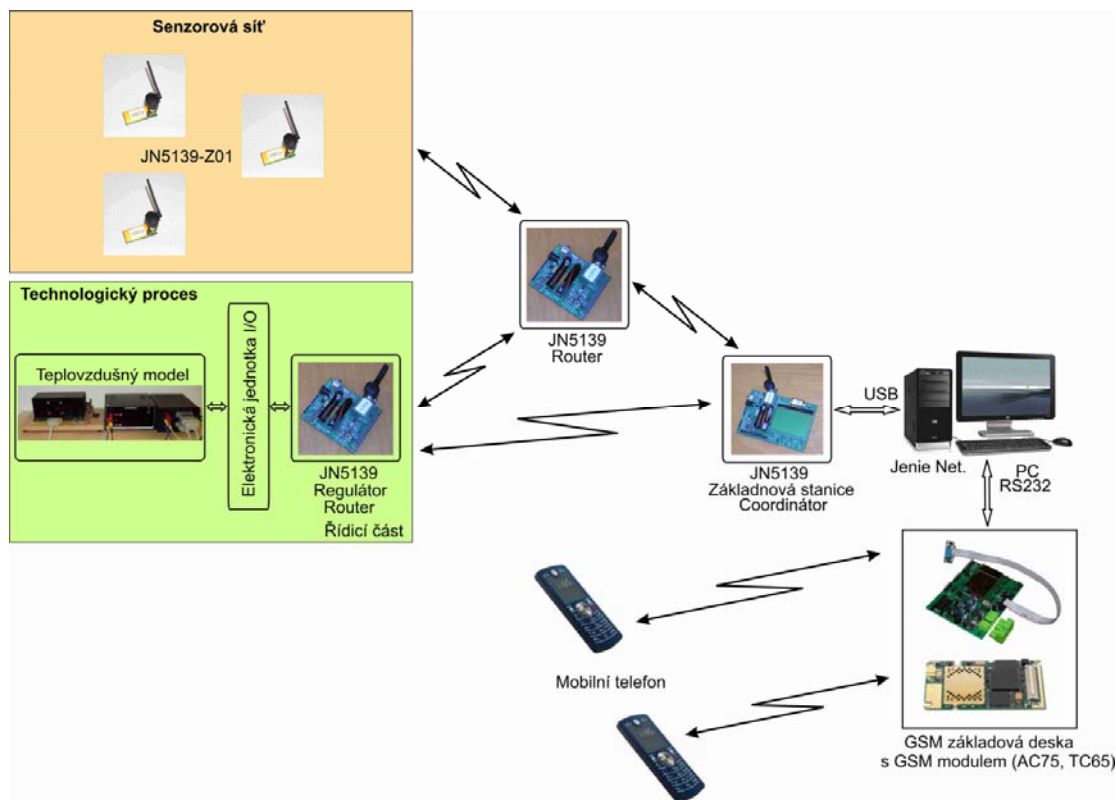 Senzorová síť
JN5139-Z01
Technologický proces
Teplovzdušný model
Elektronická jednotka I/O
JN5139
Regulátor
Router
Řídicí část
JN5139
Router
JN5139
Základnová stanice
Coordinátor
USB
Jenie Net.
PC
RS232
Mobilní telefon
GSM základová deska
s GSM modulem (AC75, TC65)